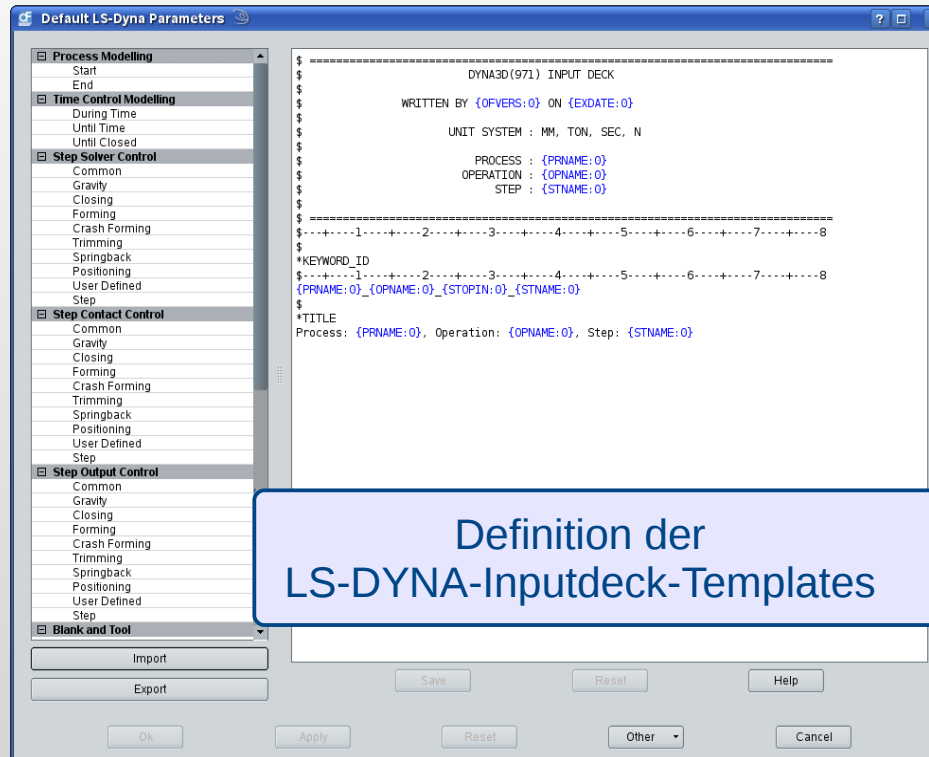 Default LS-Dyna Parameters
Process Modelling
Start
End
Time Control Modelling
During Time
Until Time
Until Closed
Step Solver Control
Common
Gravity
Closing
Forming
Crash Forming
Trimming
Springback
Positioning
User Defined
Step
Step Contact Control
Common
Gravity
Closing
Forming
Crash Forming
Trimming
Springback
Positioning
User Defined
Step
Step Output Control
Common
Gravity
Closing
Forming
Crash Forming
Trimming
Springback
Positioning
User Defined
Step
Blank and Tool
Import
Export
$ ===============================================================================
$ DYNA3D(971) INPUT DECK
$
$ WRITTEN BY {OFVERS:0} ON {EXDATE:0}
$
$ UNIT SYSTEM : MM, TON, SEC, N
$
$ PROCESS : {PRNAME:0}
$ OPERATION : {OPNAME:0}
$ STEP : {STNAME:0}
$
$ ===============================================================================
$---+----1----+----2----+----3----+----4----+----5----+----6----+----7----+----8
$
*KEYWORD_ID
$---+----1----+----2----+----3----+----4----+----5----+----6----+----7----+----8
{PRNAME:0}_{OPNAME:0}_{STOPIN:0}_{STNAME:0}
$
*TITLE
Process: {PRNAME:0}, Operation: {OPNAME:0}, Step: {STNAME:0}
Definition der
LS-DYNA-Inputdeck-Templates
Save Reset Help
Ok Apply Reset Other Cancel